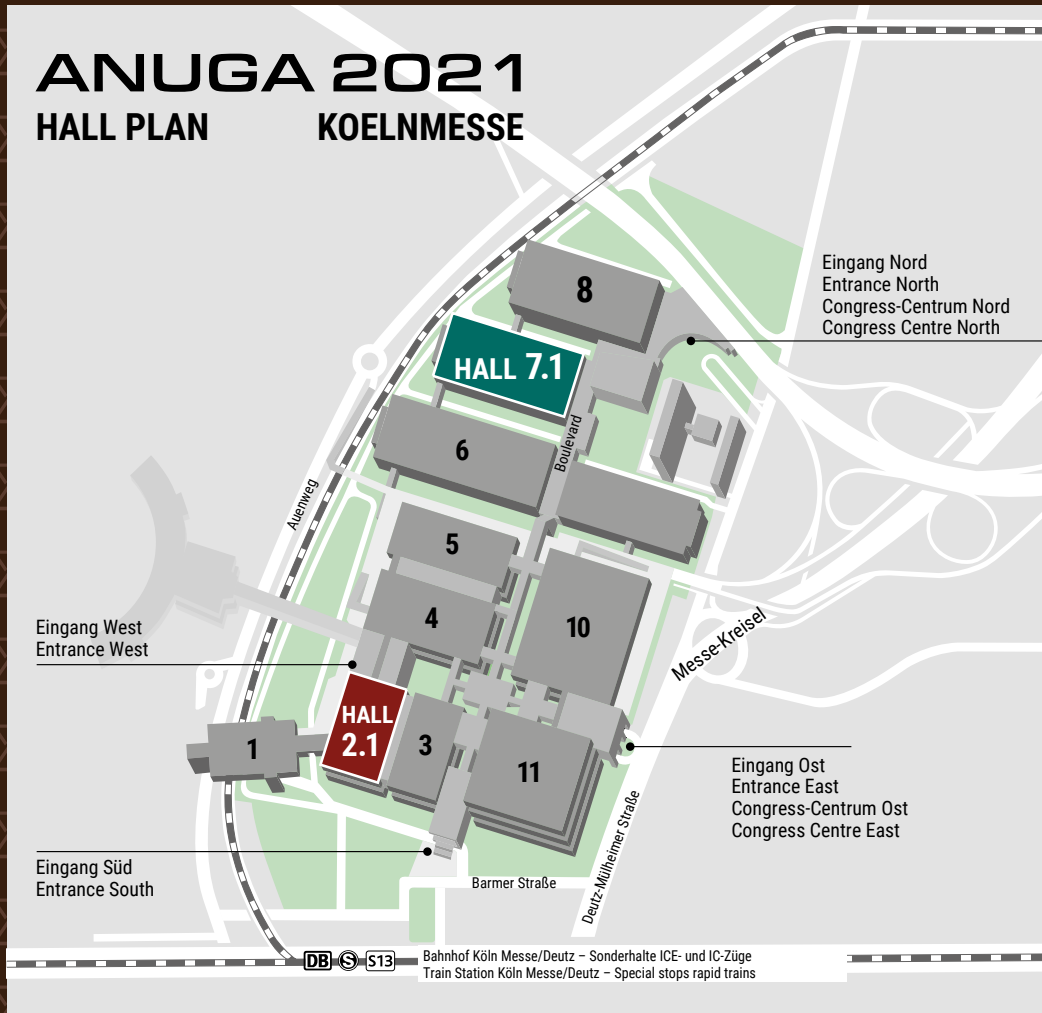 ANUGA 2021
HALL PLAN KOELNMESSE
8
Eingang Nord
Entrance North
Congress-Centrum Nord
Congress Centre North
HALL 7.1
Boulevard
6
Auenweg
5
4
10
Eingang West
Entrance West
Messe-Kreisel
HALL
2.1
1
3
11
Eingang Ost
Entrance East
Congress-Centrum Ost
Congress Centre East
Deutz-Mülheimer Straße
Eingang Süd
Entrance South
Barmer Straße
DB S S13
Bahnhof Köln Messe/Deutz – Sonderhalte ICE- und IC-Züge
Train Station Köln Messe/Deutz – Special stops rapid trains